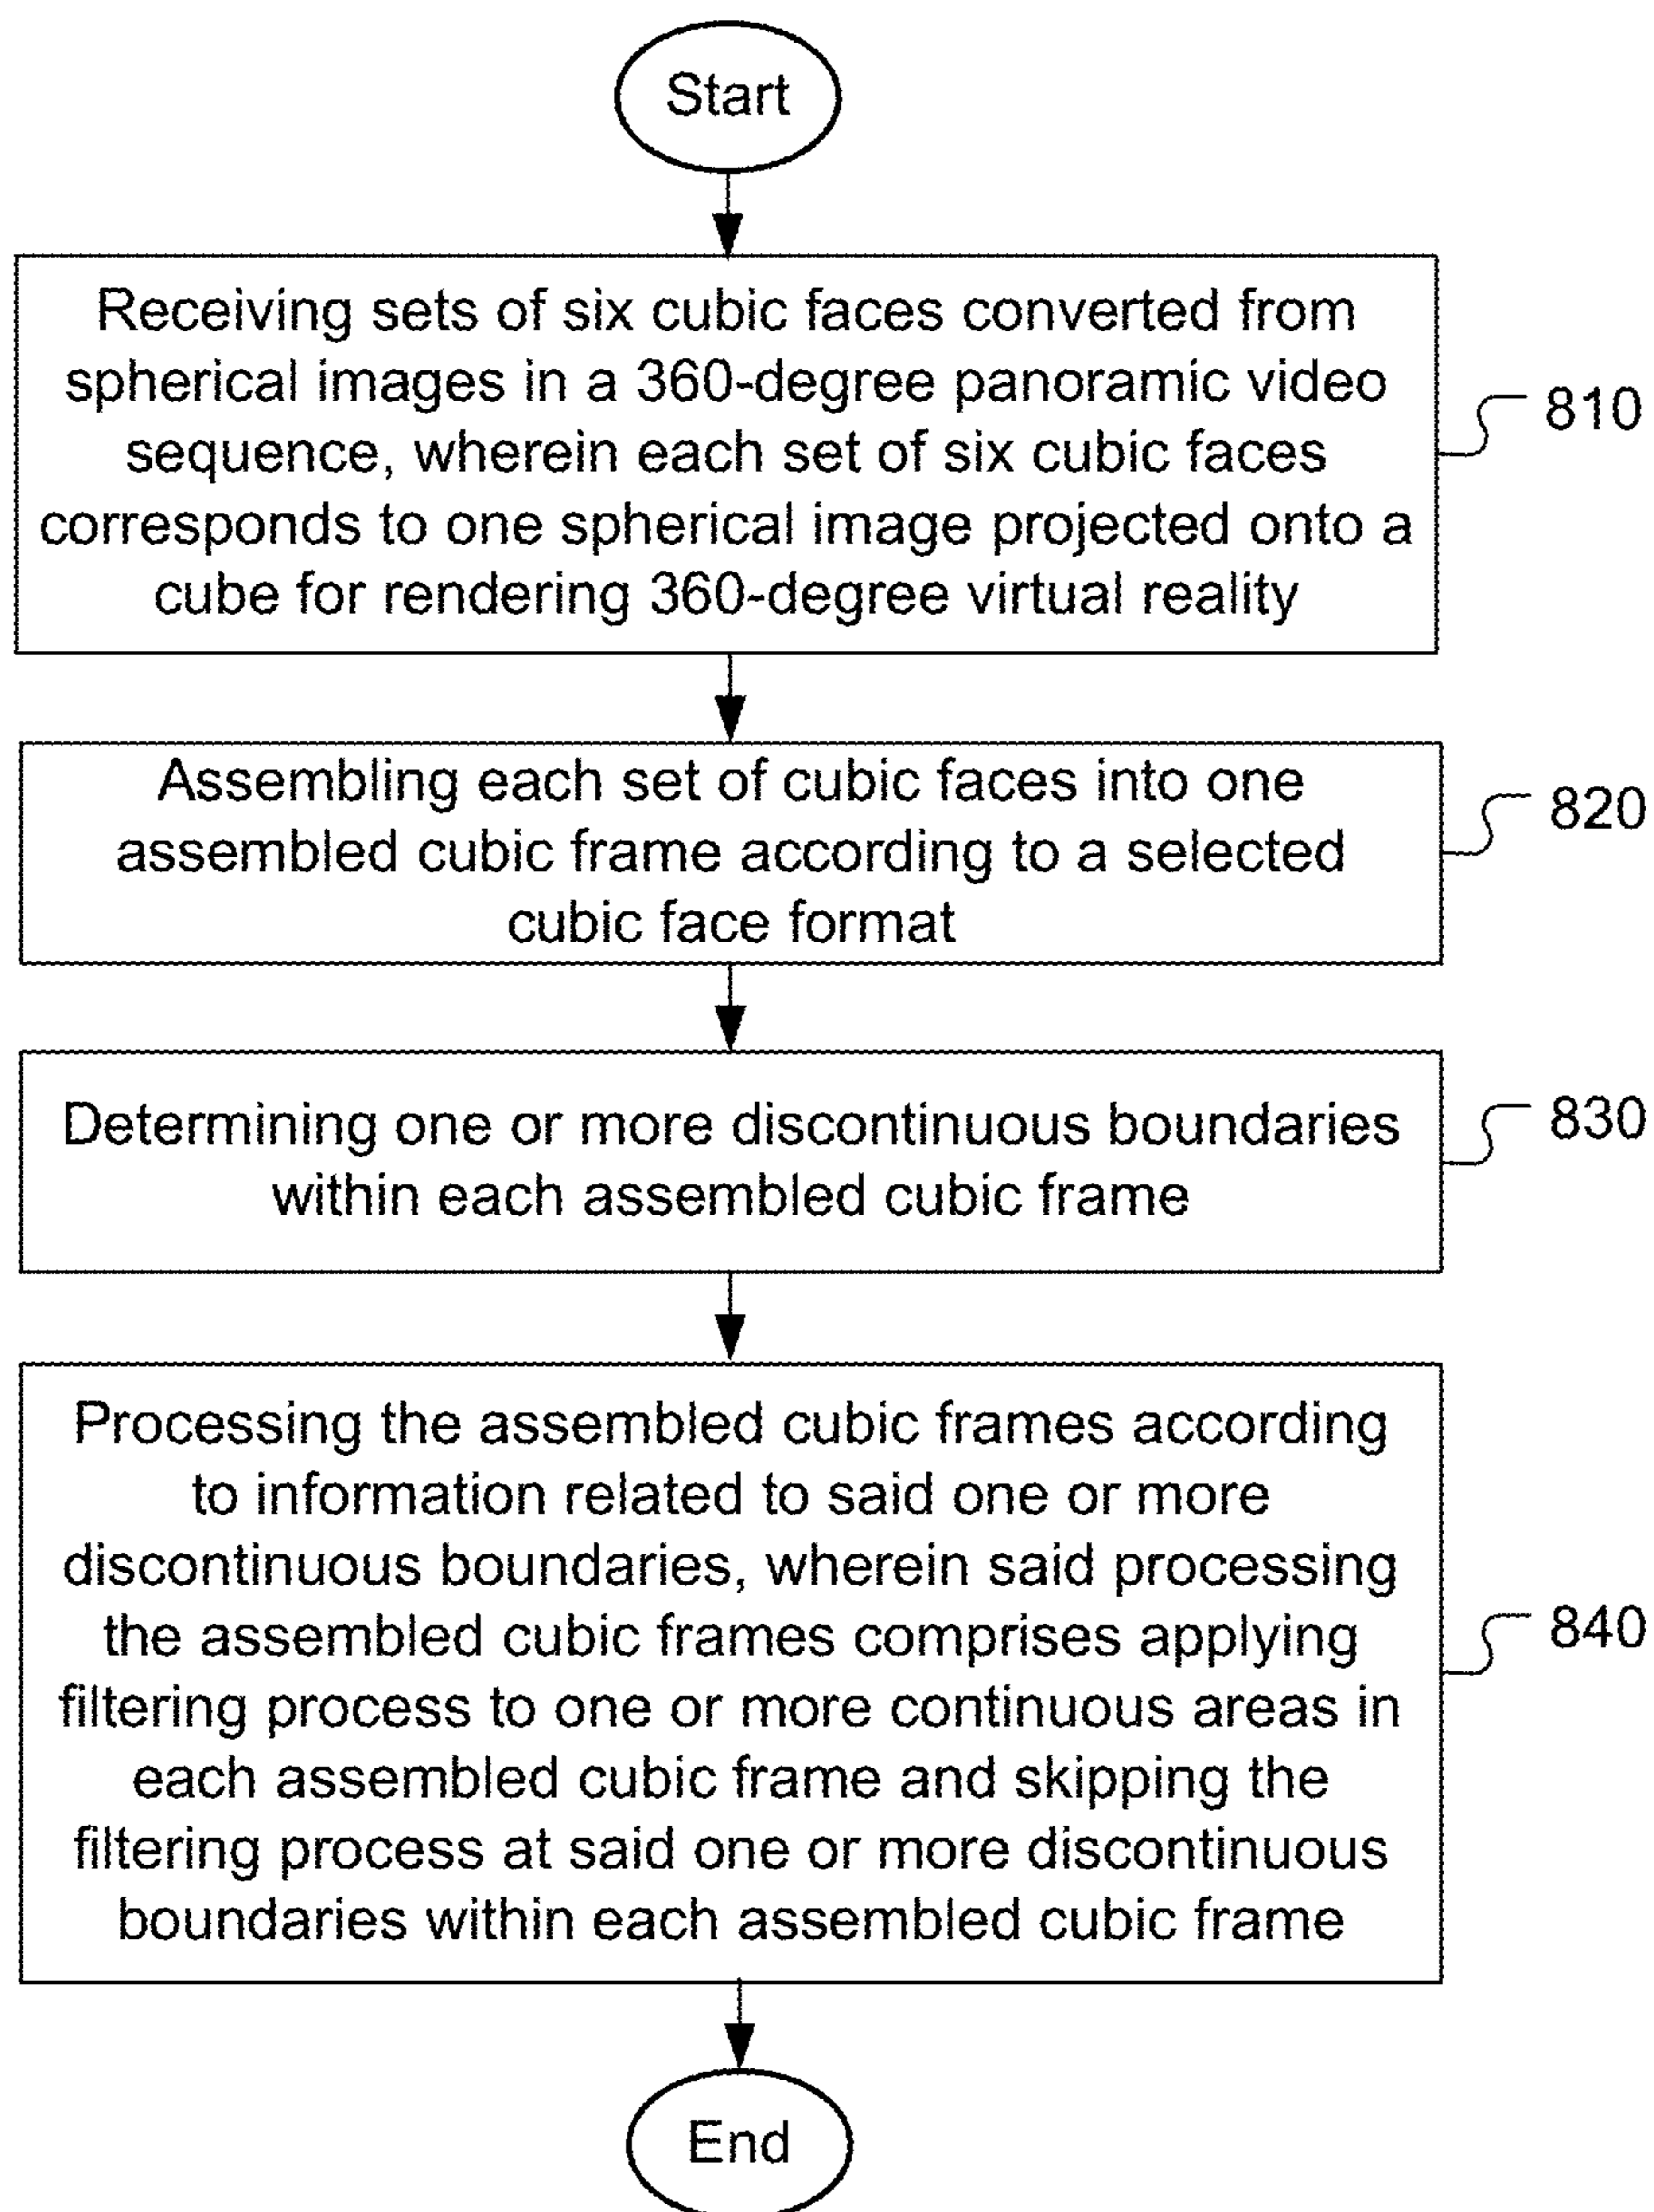 Start
Receiving sets of six cubic faces converted from
spherical images in a 360-degree panoramic video
sequence, wherein each set of six cubic faces
corresponds to one spherical image projected onto a
cube for rendering 360-degree virtual reality
810
Assembling each set of cubic faces into one
assembled cubic frame according to a selected
cubic face format
820
Determining one or more discontinuous boundaries
within each assembled cubic frame
830
Processing the assembled cubic frames according
to information related to said one or more
discontinuous boundaries, wherein said processing
the assembled cubic frames comprises applying
filtering process to one or more continuous areas in
each assembled cubic frame and skipping the
filtering process at said one or more discontinuous
boundaries within each assembled cubic frame
840
End